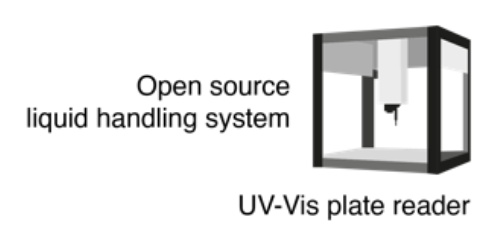 Open source
liquid handling system
UV-Vis plate reader